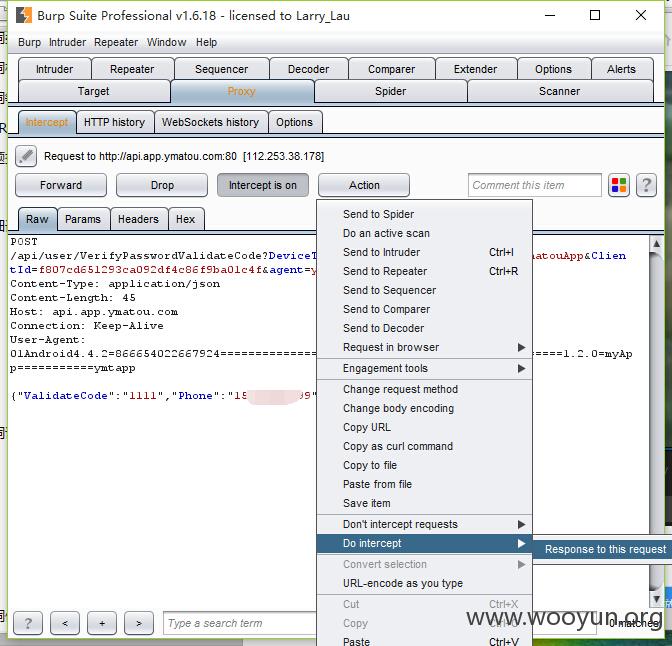 Burp Suite Professional v1.6.18 - licensed to Larry_Lau
Burp Intruder Repeater Window Help
Intruder Repeater Sequencer Decoder Comparer Extender Options Alerts
Target Proxy Spider Scanner
Intercept HTTP history WebSockets history Options
Request to http://api.app.ymatou.com:80 [112.253.38.178]
Forward Drop Intercept is on Action Comment this item ?
Raw Params Headers Hex
POST
/api/user/VerifyPasswordValidateCode?DeviceT atouApp&Clien
tId=f807cd651293ca092df4c86f9ba0lc4f&agent=y
Content-Type: application/json
Content-Length: 45
Host: api.app.ymatou.com
Connection: Keep-Alive
User-Agent:
01Android4.4.2=866654022667924============== =====1.2.0=myAp
p===========ymtapp
{"ValidateCode":"1111","Phone":"15 99"
Send to Spider
Do an active scan
Send to Intruder Ctrl+I
Send to Repeater Ctrl+R
Send to Sequencer
Send to Comparer
Send to Decoder
Request in browser
Engagement tools
Change request method
Change body encoding
Copy URL
Copy as curl command
Copy to file
Paste from file
Save item
Don't intercept requests
Do intercept
Response to this request
Convert selection
URL-encode as you type
Cut Ctrl+X
Copy
Paste Ctrl+V
? < + > Type a search term
0 matches
www.wooyun.org